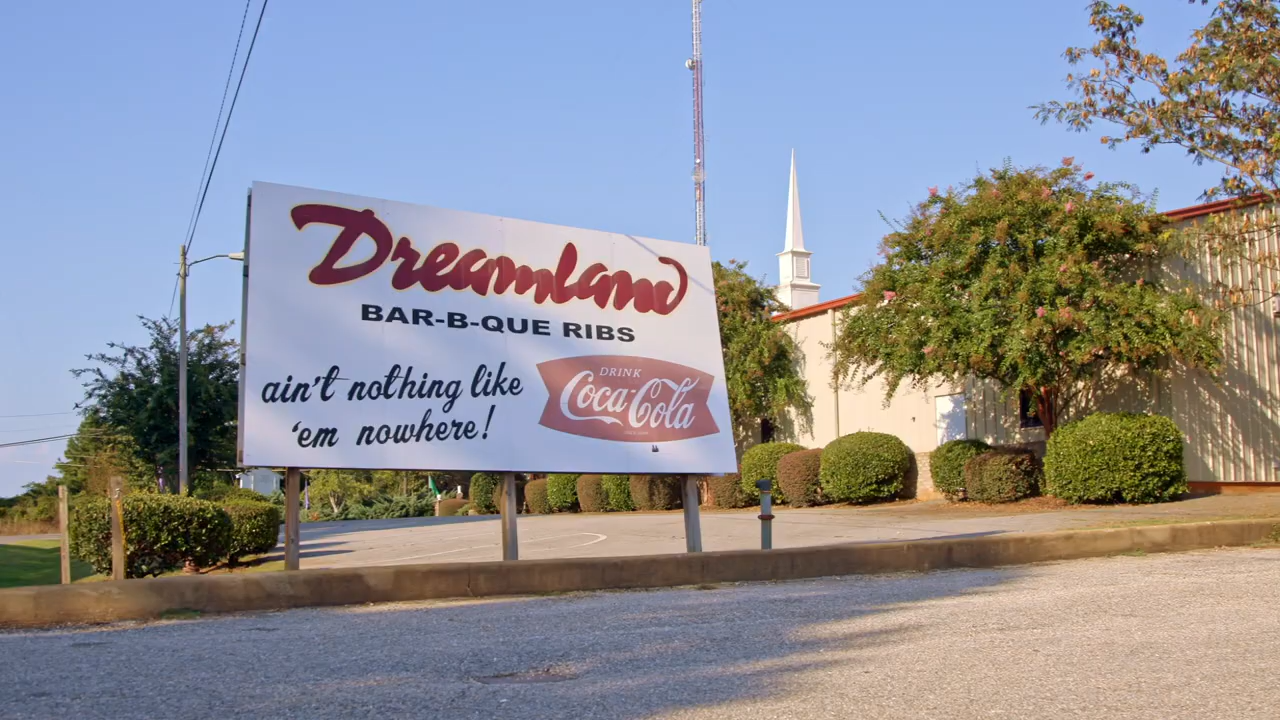 Dreamland
BAR-B-QUE RIBS
ain't nothing like
'em nowhere!
DRINK
Coca-Cola